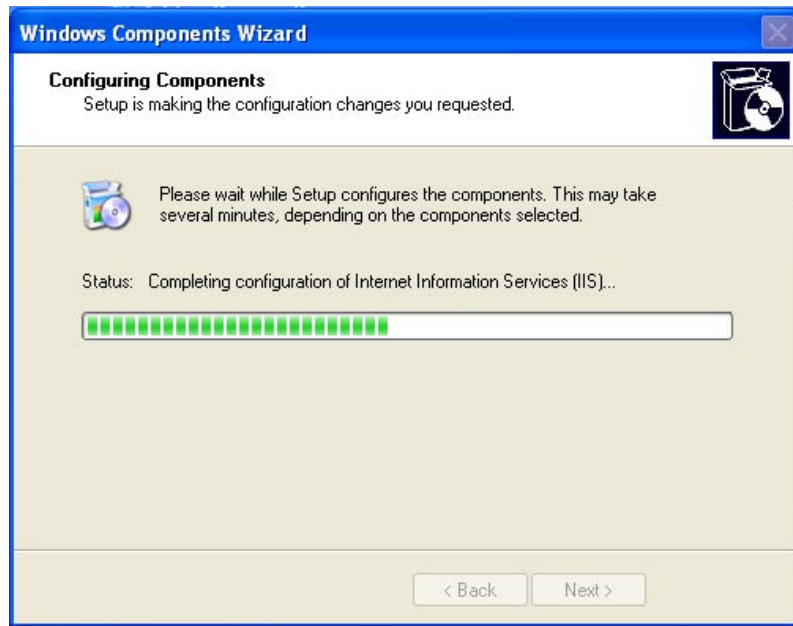 Windows Components Wizard
Configuring Components
Setup is making the configuration changes you requested.
Please wait while Setup configures the components. This may take
several minutes, depending on the components selected.
Status: Completing configuration of Internet Information Services (IIS)...
< Back Next >